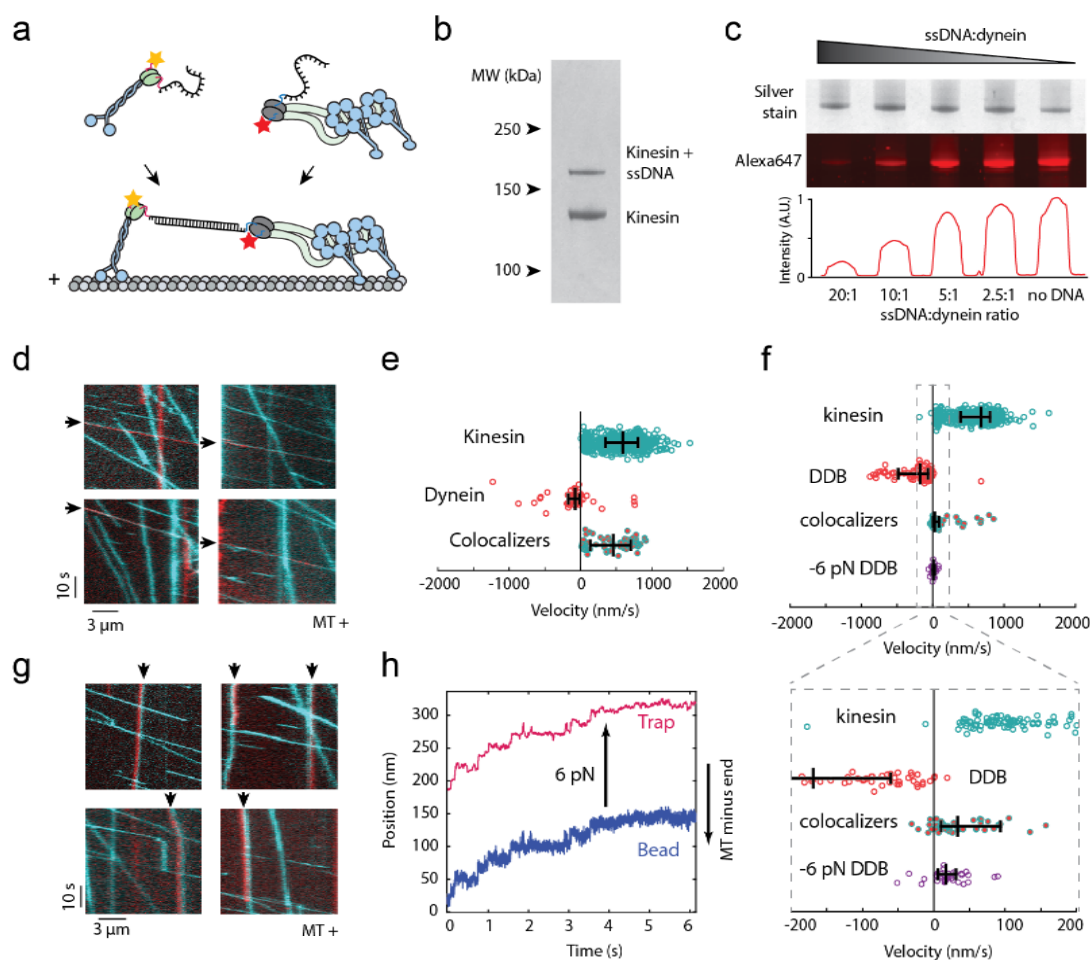 a
+
b
MW (kDa)
250
150
100
Kinesin +
ssDNA
Kinesin
c
ssDNA:dynein
Silver
stain
Alexa647
Intensity (A.U.)
1
0
20:1 10:1 5:1 2.5:1 no DNA
ssDNA:dynein ratio
d
10 s
3 µm
MT +
e
Kinesin
Dynein
Colocalizers
-2000 -1000 0 1000 2000
Velocity (nm/s)
f
kinesin
DDB
colocalizers
-6 pN DDB
-2000 -1000 0 1000 2000
Velocity (nm/s)
kinesin
DDB
colocalizers
-6 pN DDB
-200 -100 0 100 200
Velocity (nm/s)
g
10 s
3 µm
MT +
h
Position (nm)
300
250
200
150
100
50
0
Trap
6 pN
Bead
MT minus end
0 1 2 3 4 5 6
Time (s)